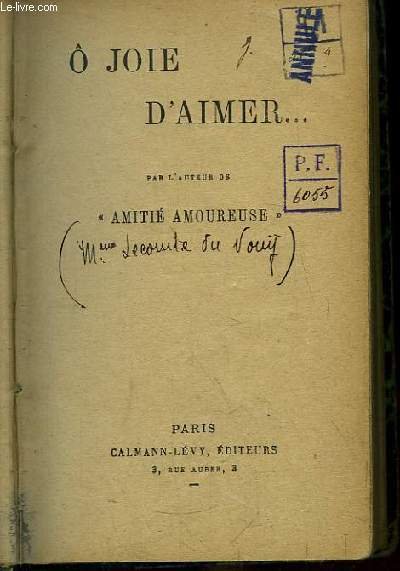 Le-livre.com
Ô JOIE
D'AIMER...
ANNULÉ
PAR L'AUTEUR DE
P.F.
6055
« AMITIÉ AMOUREUSE »
(Mme Lecomte du Nouÿ)
PARIS
CALMANN-LÉVY, ÉDITEURS
3, RUE AUBER, 3